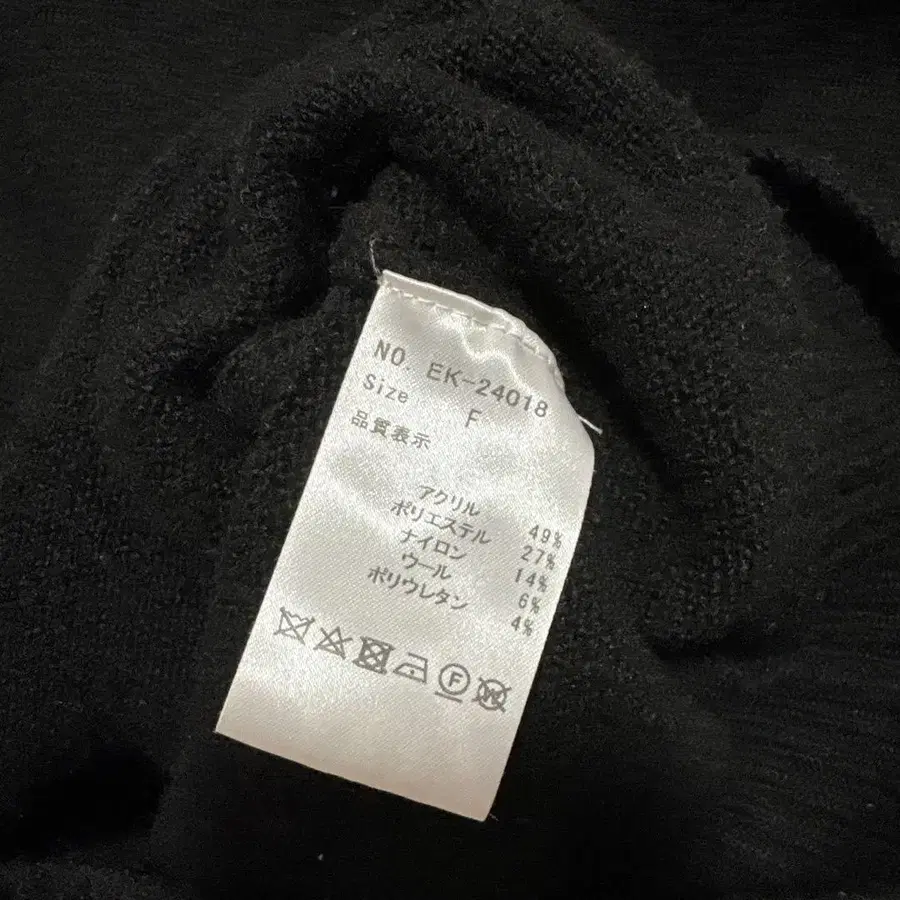 NO. EK-24018
Size F
品質表示
アクリル 49%
ポリエステル 27%
ナイロン 14%
ウール 6%
ポリウレタン 4%
F W